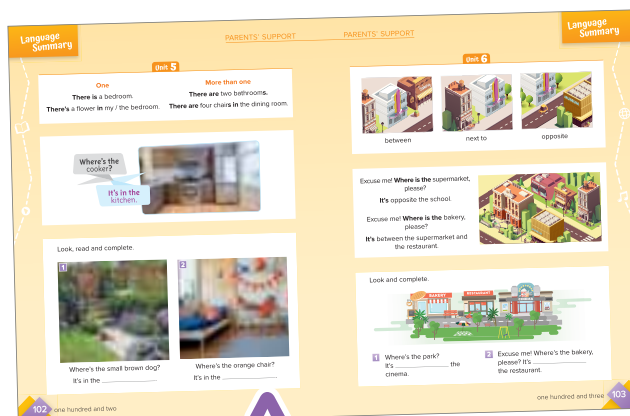 Language
Summary
PARENTS' SUPPORT
Unit 5
One
More than one
There is a bedroom.
There are two bathrooms.
There's a flower in my / the bedroom.
There are four chairs in the dining room.
Where's the
cooker?
It's in the
kitchen.
Look, read and complete.
1
2
Where's the small brown dog?
It's in the
Where's the orange chair?
It's in the
102
one hundred and two
PARENTS' SUPPORT
Language
Summary
Unit 6
between
next to
opposite
Excuse me! Where is the supermarket,
please?
It's opposite the school.
Excuse me! Where is the bakery,
please?
It's between the supermarket and
the restaurant.
Look and complete.
BAKERY
RESTAURANT
1
Where's the park?
It's ______________ the
cinema.
2
Excuse me! Where's the bakery,
please? It's ______________
the restaurant.
one hundred and three
103